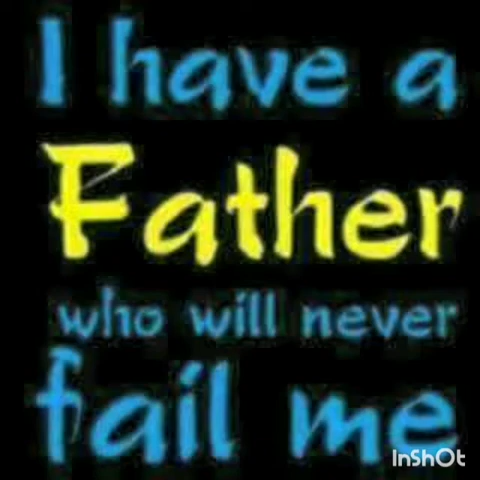 I have a
Father
who will never
fail me
InShOt